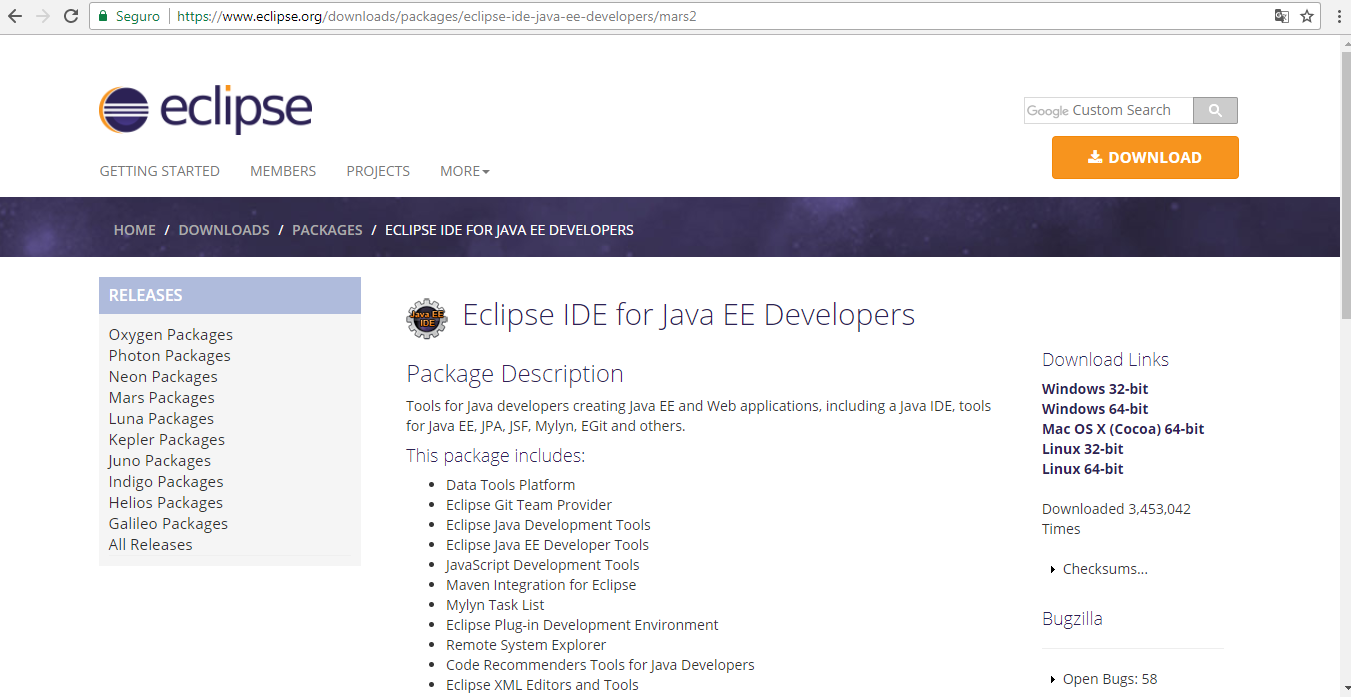 Seguro https://www.eclipse.org/downloads/packages/eclipse-ide-java-ee-developers/mars2
eclipse
Google Custom Search
DOWNLOAD
GETTING STARTED MEMBERS PROJECTS MORE
HOME / DOWNLOADS / PACKAGES / ECLIPSE IDE FOR JAVA EE DEVELOPERS
RELEASES
Oxygen Packages
Photon Packages
Neon Packages
Mars Packages
Luna Packages
Kepler Packages
Juno Packages
Indigo Packages
Helios Packages
Galileo Packages
All Releases
Java EE
IDE
Eclipse IDE for Java EE Developers
Package Description
Tools for Java developers creating Java EE and Web applications, including a Java IDE, tools
for Java EE, JPA, JSF, Mylyn, EGit and others.
This package includes:
Data Tools Platform
Eclipse Git Team Provider
Eclipse Java Development Tools
Eclipse Java EE Developer Tools
JavaScript Development Tools
Maven Integration for Eclipse
Mylyn Task List
Eclipse Plug-in Development Environment
Remote System Explorer
Code Recommenders Tools for Java Developers
Eclipse XML Editors and Tools
Download Links
Windows 32-bit
Windows 64-bit
Mac OS X (Cocoa) 64-bit
Linux 32-bit
Linux 64-bit
Downloaded 3,453,042
Times
Checksums...
Bugzilla
Open Bugs: 58